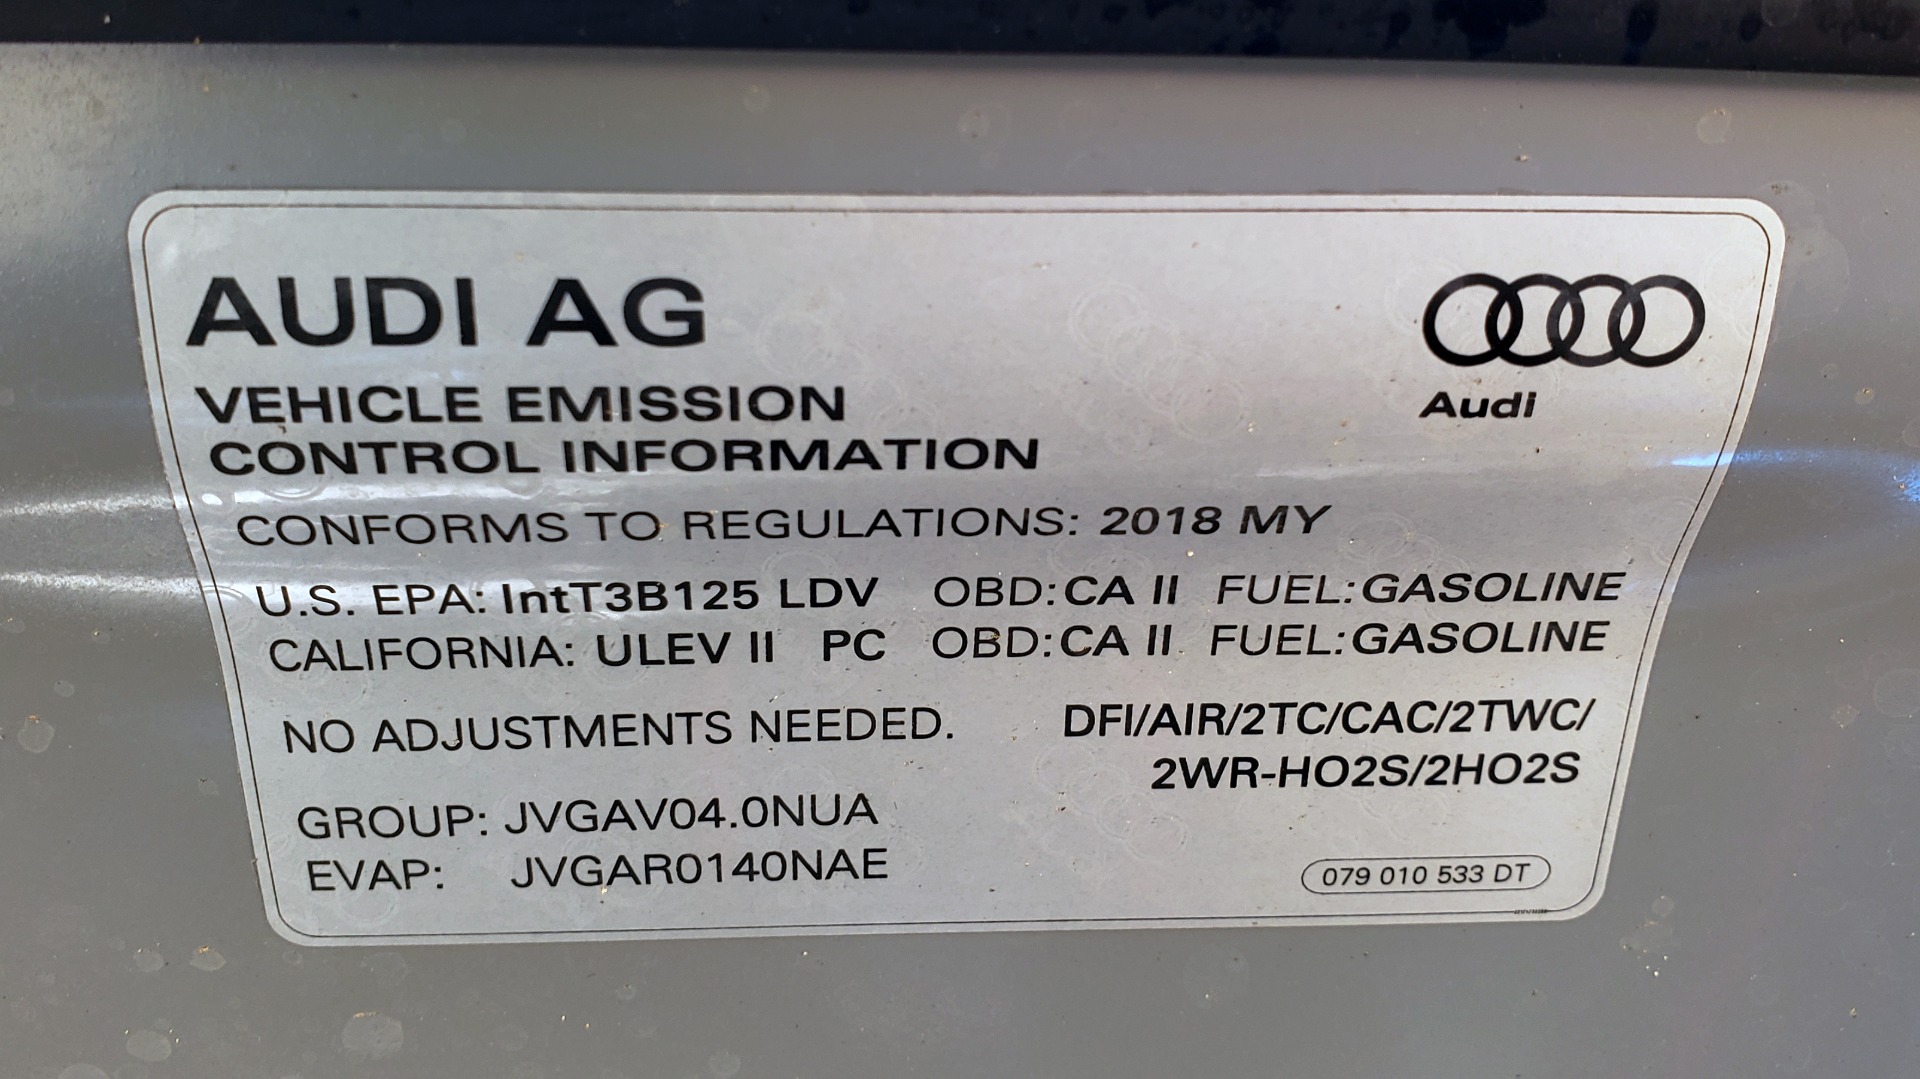 AUDI AG
Audi
VEHICLE EMISSION
CONTROL INFORMATION
CONFORMS TO REGULATIONS: 2018 MY
U.S. EPA: IntT3B125 LDV OBD: CA II FUEL: GASOLINE
CALIFORNIA: ULEV II PC OBD: CA II FUEL: GASOLINE
NO ADJUSTMENTS NEEDED.
DFI/AIR/2TC/CAC/2TWC/
2WR-HO2S/2HO2S
GROUP: JVGAV04.0NUA
EVAP: JVGAR0140NAE
079 010 533 DT